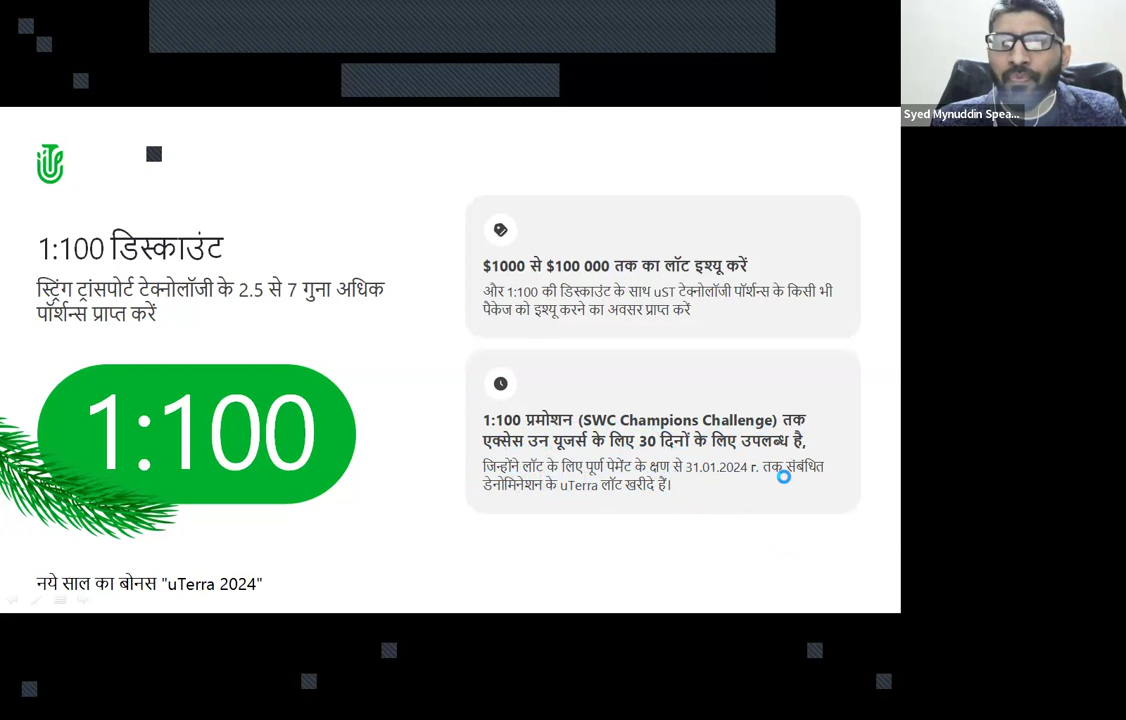 Syed Mynuddin Spea...
1:100 डिस्काउंट
स्ट्रिंग ट्रांसपोर्ट टेक्नोलॉजी के 2.5 से 7 गुना अधिक
पॉर्शन्स प्राप्त करें
1:100
नये साल का बोनस "uTerra 2024"
$1000 से $100 000 तक का लॉट इश्यू करें
और 1:100 की डिस्काउंट के साथ uST टेक्नोलॉजी पॉर्शन्स के किसी भी
पैकेज को इश्यू करने का अवसर प्राप्त करें
1:100 प्रमोशन (SWC Champions Challenge) तक
एक्सेस उन यूजर्स के लिए 30 दिनों के लिए उपलब्ध है,
जिन्होंने लॉट के लिए पूर्ण पेमेंट के क्षण से 31.01.2024 г. तक संबंधित
डेनोमिनेशन के uTerra लॉट खरीदे हैं।